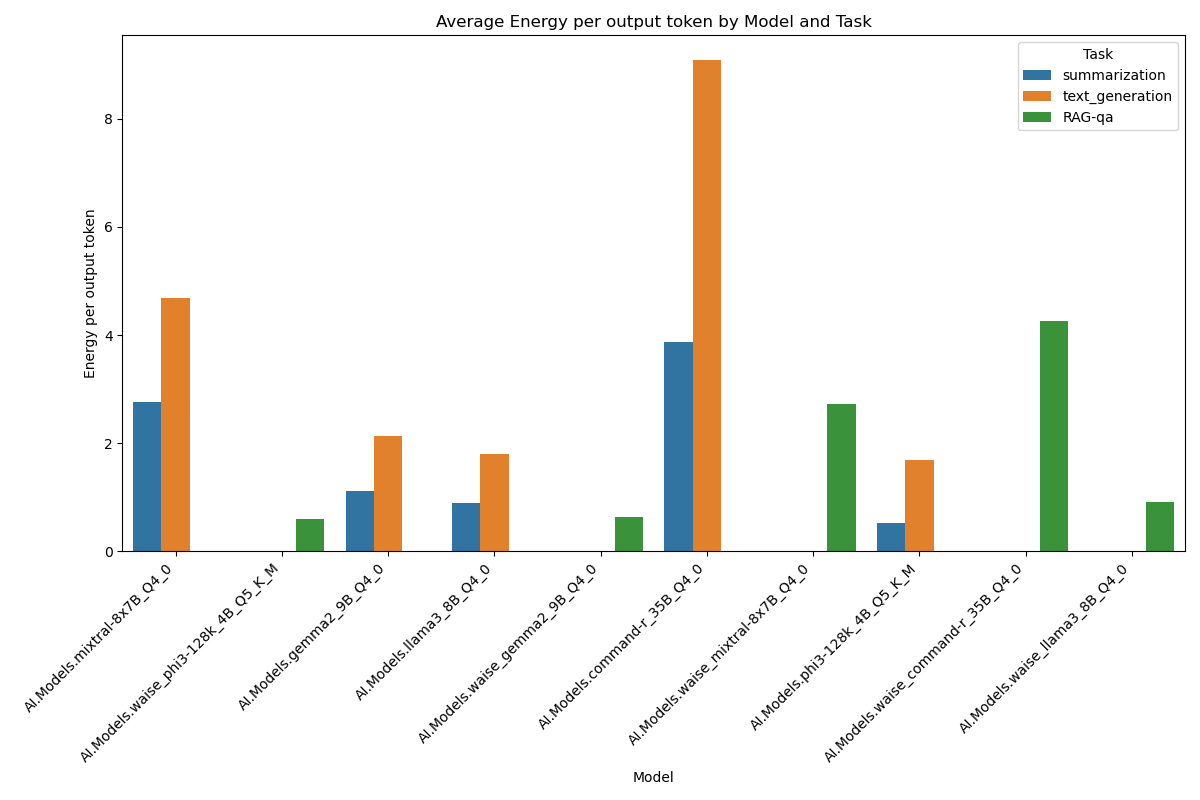 Average Energy per output token by Model and Task
Task
summarization
text_generation
RAG-qa
Energy per output token
8
6
4
2
0
AI.Models.mixtral-8x7B_Q4_0
AI.Models.waise_phi3-128k_4B_Q5_K_M
AI.Models.gemma2_9B_Q4_0
AI.Models.llama3_8B_Q4_0
AI.Models.waise_gemma2_9B_Q4_0
AI.Models.command-r_35B_Q4_0
AI.Models.waise_mixtral-8x7B_Q4_0
AI.Models.phi3-128k_4B_Q5_K_M
AI.Models.waise_command-r_35B_Q4_0
AI.Models.waise_llama3_8B_Q4_0
Model